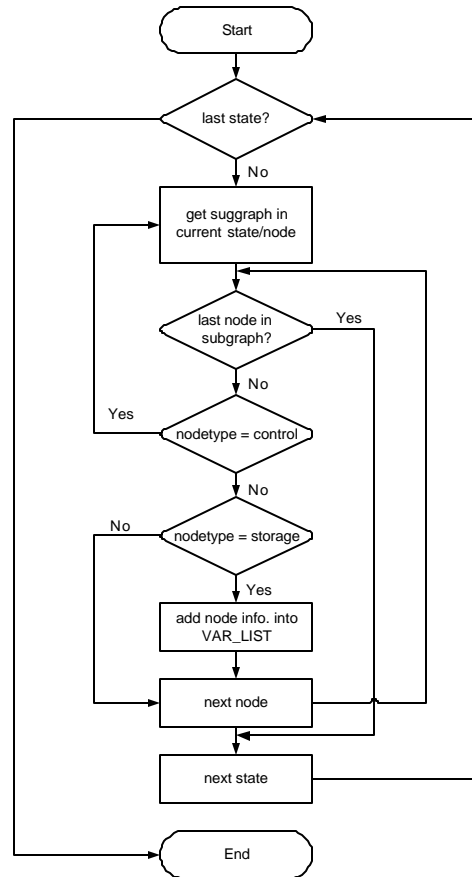 Start
last state?
No
get suggraph in
current state/node
last node in
subgraph?
Yes
No
Yes
nodetype = control
No
No
nodetype = storage
Yes
add node info. into
VAR_LIST
next node
next state
End